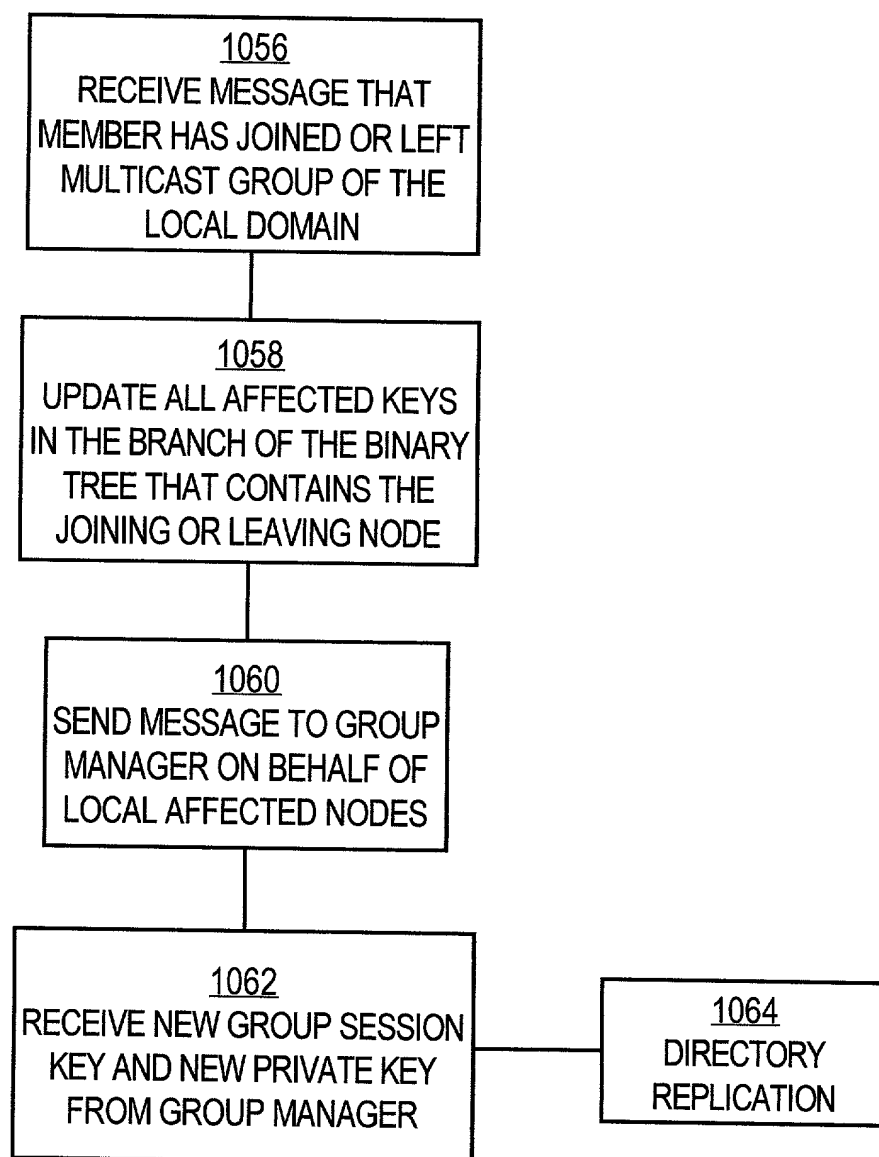 1056
RECEIVE MESSAGE THAT
MEMBER HAS JOINED OR LEFT
MULTICAST GROUP OF THE
LOCAL DOMAIN
1058
UPDATE ALL AFFECTED KEYS
IN THE BRANCH OF THE BINARY
TREE THAT CONTAINS THE
JOINING OR LEAVING NODE
1060
SEND MESSAGE TO GROUP
MANAGER ON BEHALF OF
LOCAL AFFECTED NODES
1062
RECEIVE NEW GROUP SESSION
KEY AND NEW PRIVATE KEY
FROM GROUP MANAGER
1064
DIRECTORY
REPLICATION